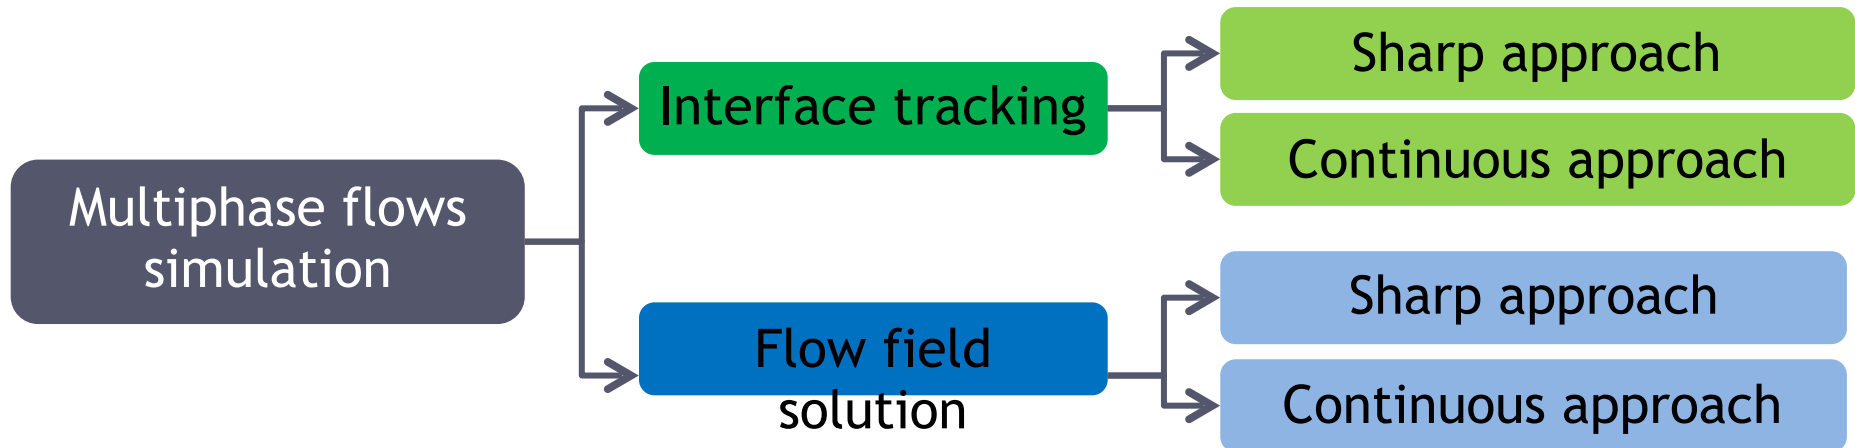 Multiphase flows
simulation
Interface tracking
Sharp approach
Continuous approach
Flow field
solution
Sharp approach
Continuous approach